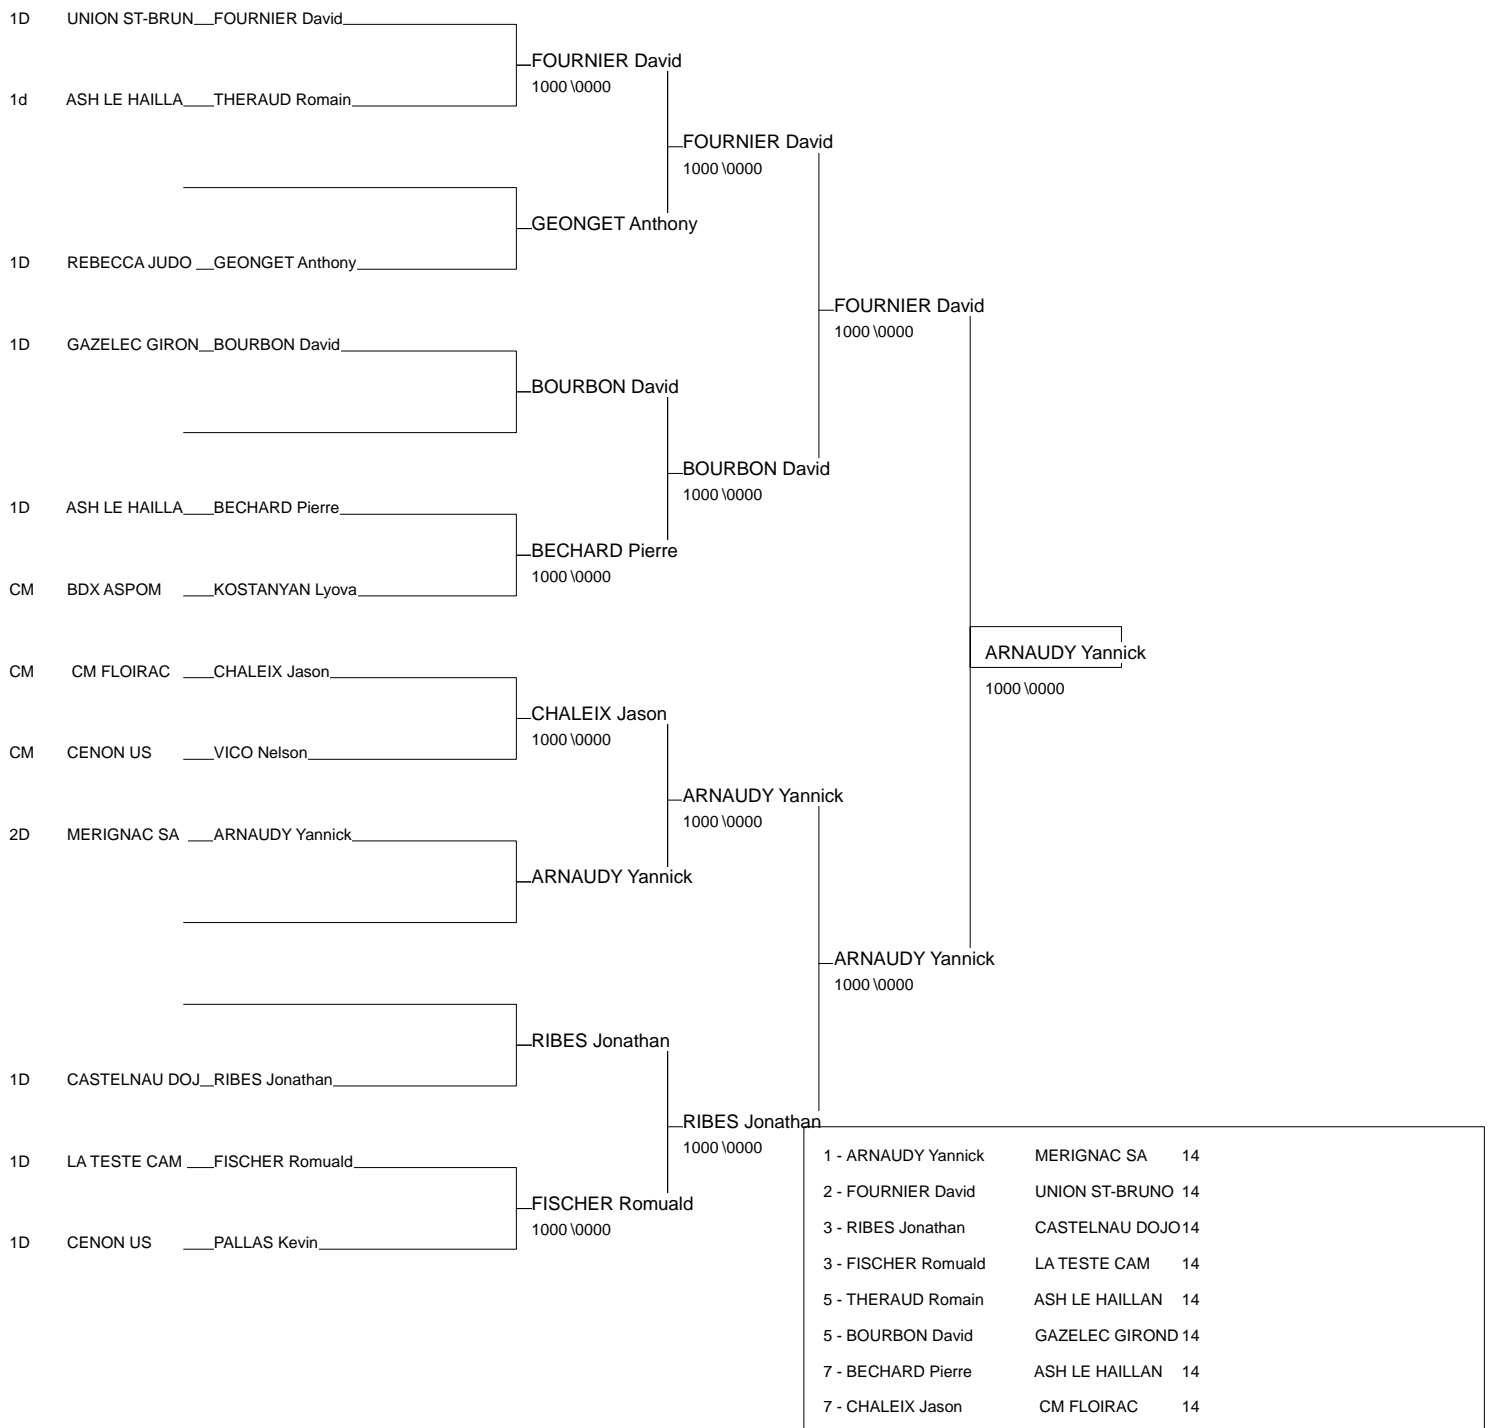 1D UNION ST-BRUN FOURNIER David
FOURNIER David
1000 \0000
1d ASH LE HAILLA THERAUD Romain
FOURNIER David
1000 \0000
GEONGET Anthony
1D REBECCA JUDO GEONGET Anthony
FOURNIER David
1000 \0000
1D GAZELEC GIRON BOURBON David
BOURBON David
BOURBON David
1000 \0000
1D ASH LE HAILLA BECHARD Pierre
BECHARD Pierre
1000 \0000
CM BDX ASPOM KOSTANYAN Lyova
ARNAUDY Yannick
1000 \0000
CM CM FLOIRAC CHALEIX Jason
CHALEIX Jason
1000 \0000
CM CENON US VICO Nelson
ARNAUDY Yannick
1000 \0000
2D MERIGNAC SA ARNAUDY Yannick
ARNAUDY Yannick
ARNAUDY Yannick
1000 \0000
RIBES Jonathan
1D CASTELNAU DOJ RIBES Jonathan
RIBES Jonathan
1000 \0000
1D LA TESTE CAM FISCHER Romuald
FISCHER Romuald
1000 \0000
1D CENON US PALLAS Kevin
1 - ARNAUDY Yannick MERIGNAC SA 14
2 - FOURNIER David UNION ST-BRUNO 14
3 - RIBES Jonathan CASTELNAU DOJO 14
3 - FISCHER Romuald LA TESTE CAM 14
5 - THERAUD Romain ASH LE HAILLAN 14
5 - BOURBON David GAZELEC GIROND 14
7 - BECHARD Pierre ASH LE HAILLAN 14
7 - CHALEIX Jason CM FLOIRAC 14